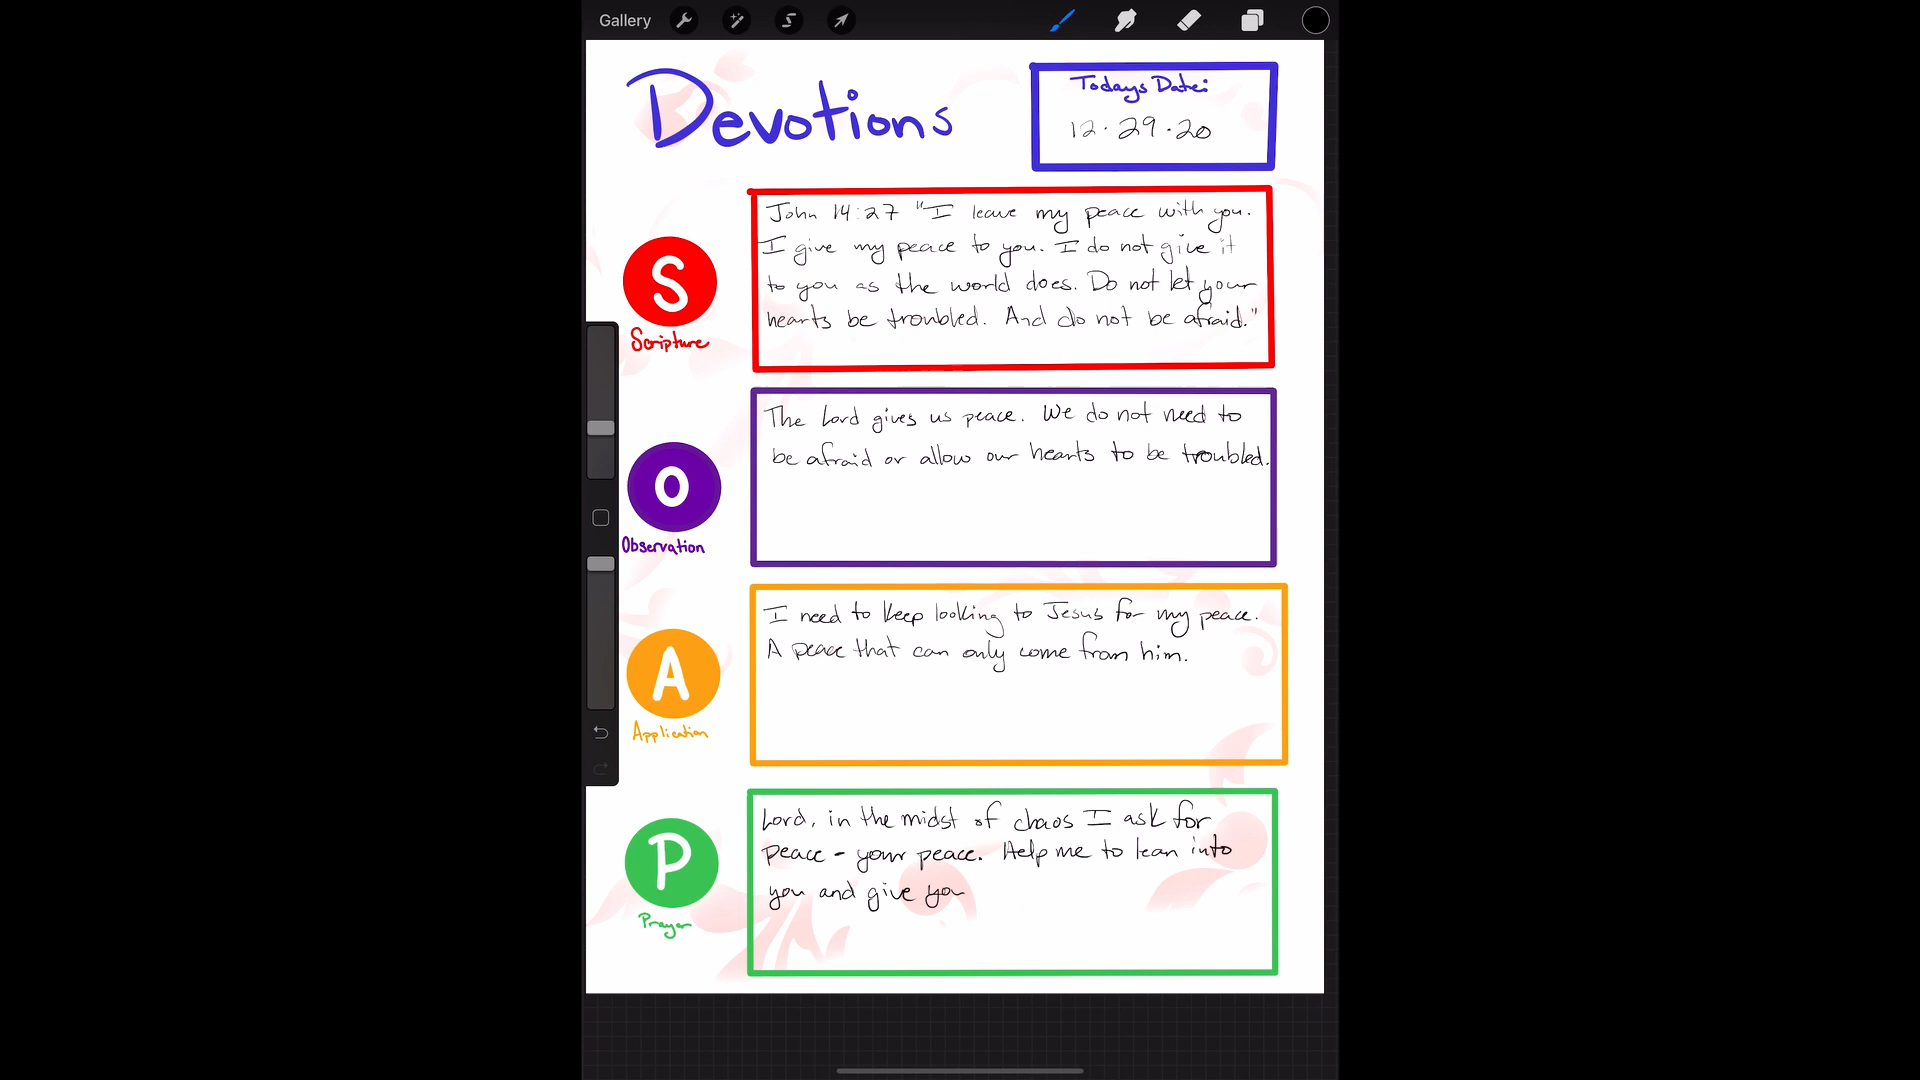 Gallery
Devotions
Todays Date:
12.29.20
John 14:27 "I leave my peace with you.
I give my peace to you. I do not give it
to you as the world does. Do not let your
hearts be troubled. And do not be afraid."
S
Scripture
The Lord gives us peace. We do not need to
be afraid or allow our hearts to be troubled.
O
Observation
I need to keep looking to Jesus for my peace.
A peace that can only come from him.
A
Application
Lord, in the midst of chaos I ask for
peace - your peace. Help me to lean into
you and give you
P
Prayer